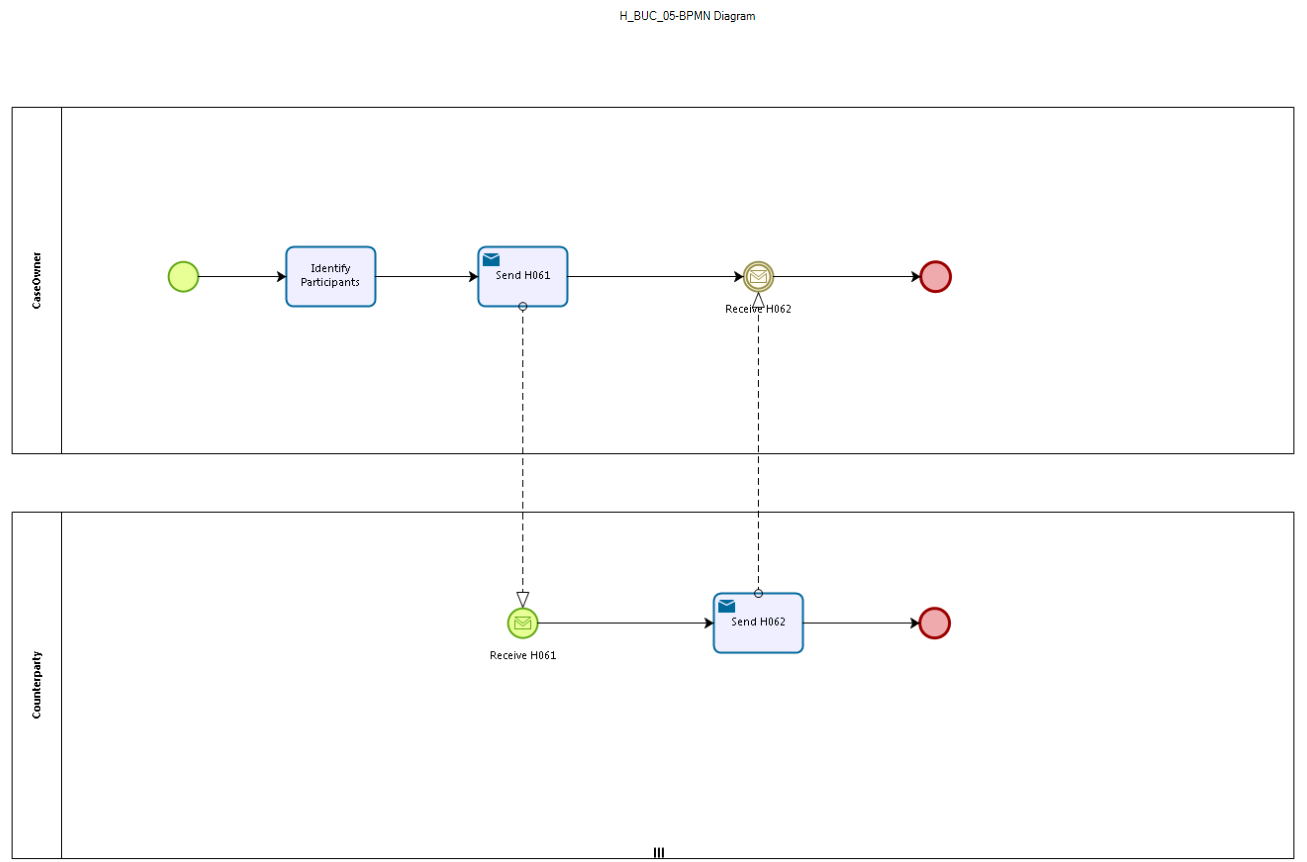 H_BUC_05-BPMN Diagram
CaseOwner
Identify
Participants
Send H061
Receive H062
Counterparty
Receive H061
Send H062